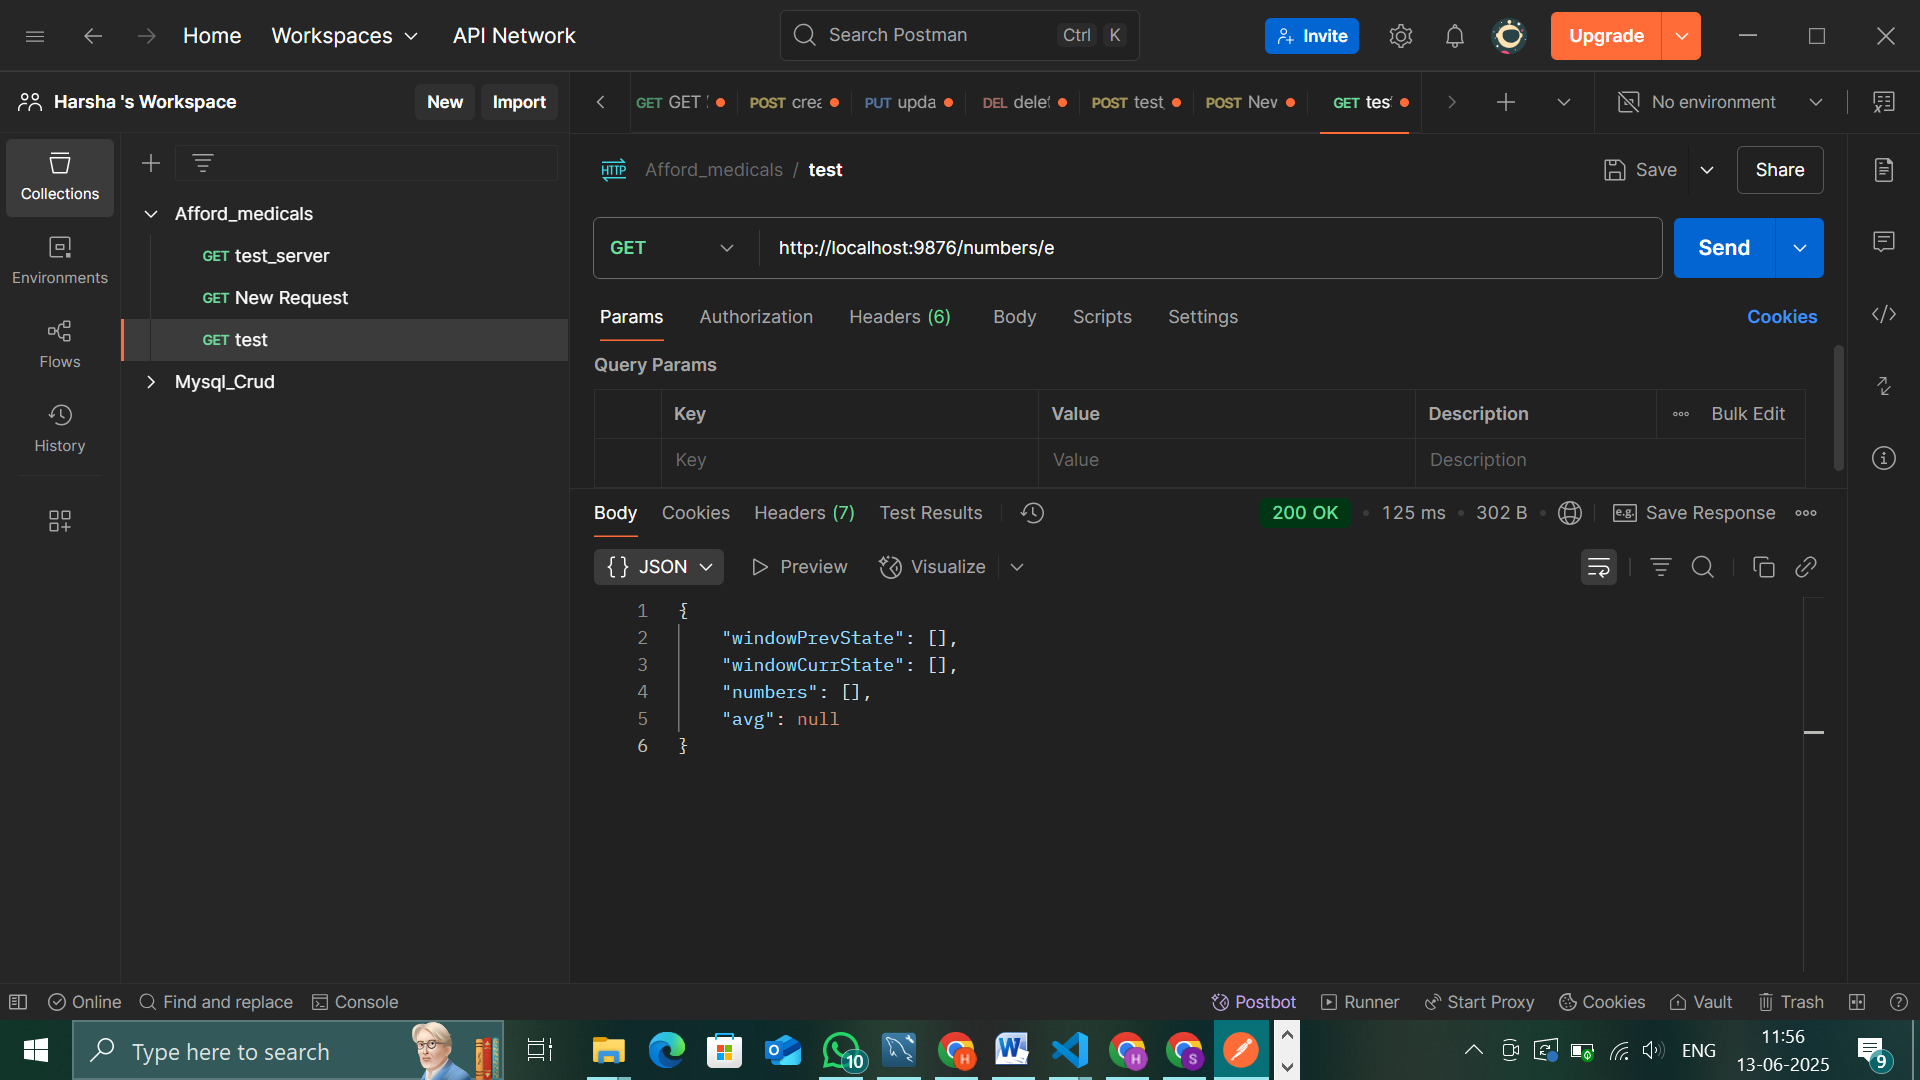 Home Workspaces API Network Search Postman Ctrl K Invite Upgrade
Harsha 's Workspace New Import
GET GET POST crea PUT upda DEL delet POST test POST New GET test No environment
Collections
Environments
Flows
History
Afford_medicals
GET test_server
GET New Request
GET test
Mysql_Crud
HTTP Afford_medicals / test Save Share
GET http://localhost:9876/numbers/e Send
Params Authorization Headers (6) Body Scripts Settings Cookies
Query Params
Key Value Description Bulk Edit
Key Value Description
Body Cookies Headers (7) Test Results 200 OK 125 ms 302 B e.g. Save Response
{} JSON Preview Visualize
1 {
2 "windowPrevState": [],
3 "windowCurrState": [],
4 "numbers": [],
5 "avg": null
6 }
Online Find and replace Console Postbot Runner Start Proxy Cookies Vault Trash
Type here to search 10 H W H S ENG 11:56
13-06-2025 9